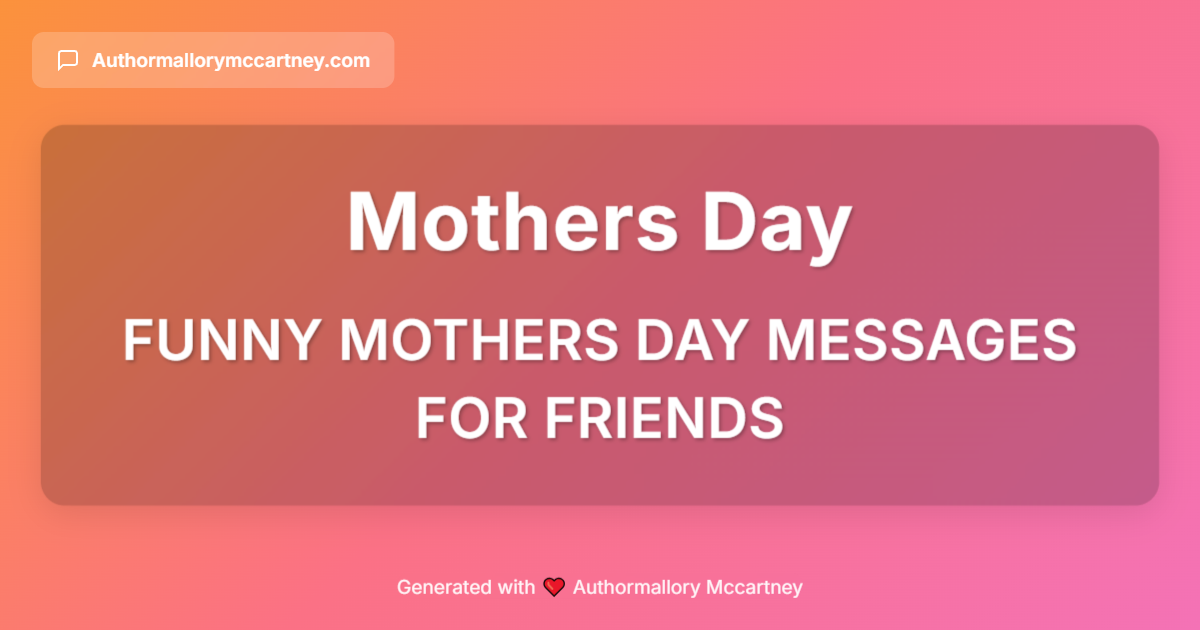 Authormallorymccartney.com
Mothers Day
FUNNY MOTHERS DAY MESSAGES
FOR FRIENDS
Generated with ❤️ Authormallory Mccartney